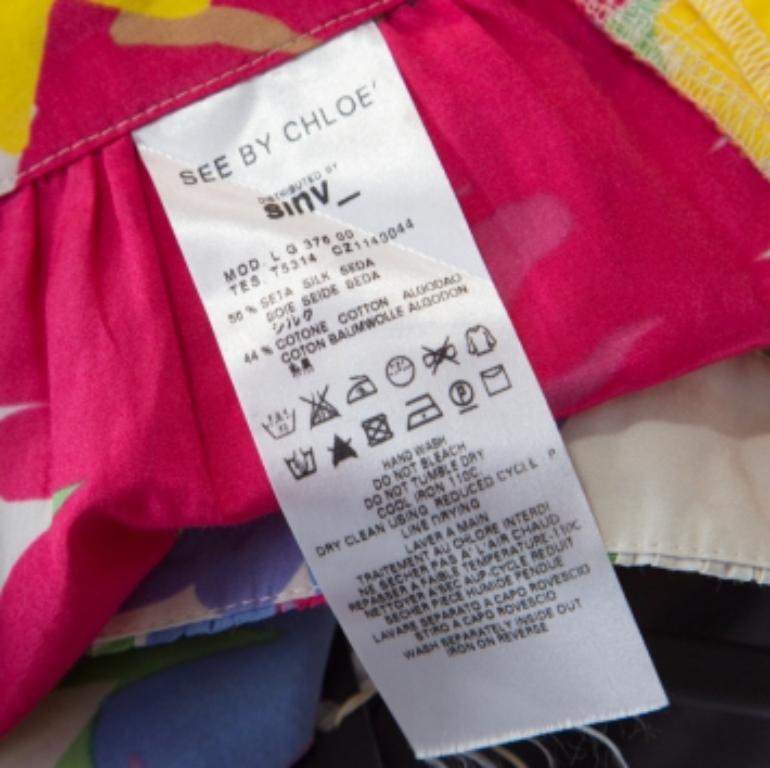 SEE BY CHLOE'
DISTRIBUTED BY
sinv_
MOD. L G 376 00
TES. T5314 CZ1143044
56 % SETA SILK SEDA
SOIE SEIDE SEDA
シルク
44 % COTONE COTTON ALGODAO
COTON BAUMWOLLE ALGODON
HAND WASH
DO NOT BLEACH
DO NOT TUMBLE DRY
COOL IRON 110C.
DRY CLEAN USING REDUCED CYCLE P
LINE DRYING
LAVER A MAIN
TRAITEMENT AU CHLORE INTERDI
NE SECHER PAS A L'AIR CHAUD
REPASSER A FAIBLE TEMPERATURE-110C
NETTOYER A SEC AUP-CYCLE REDUIT
SECHER PIECE HUMIDE PENDUE
LAVARE SEPARATO A CAPO ROVESCIO
STIRO A CAPO ROVESCIO
WASH SEPARATELY INSIDE OUT
IRON ON REVERSE